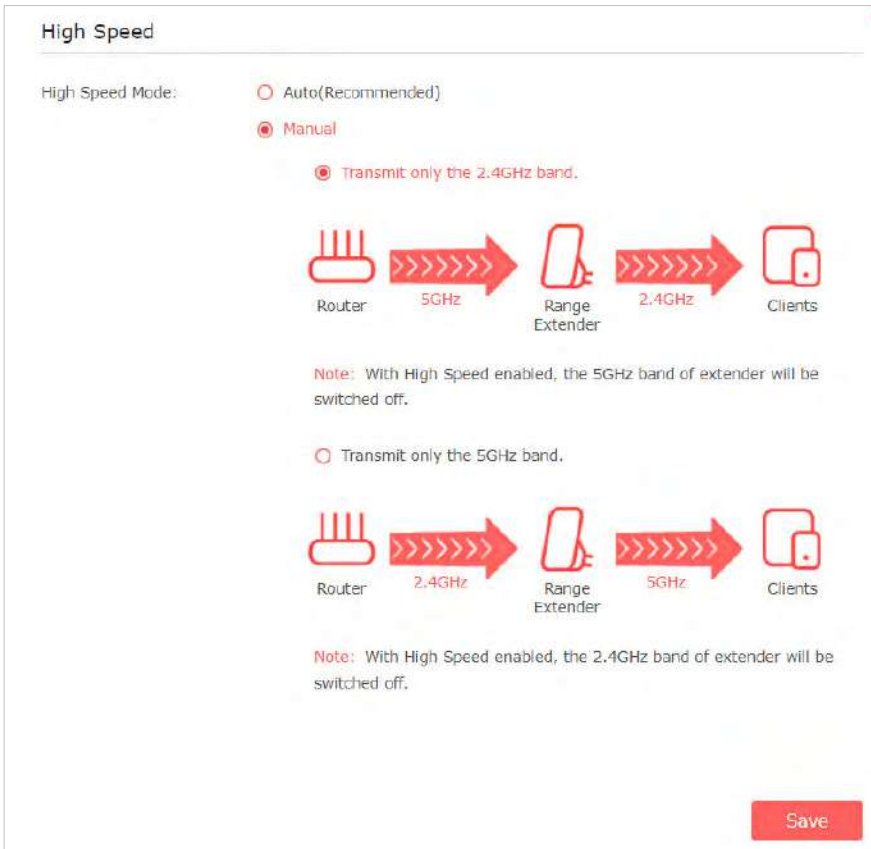 High Speed
High Speed Mode:
Auto(Recommended)
Manual
Transmit only the 2.4GHz band.
Router
5GHz
Range
Extender
2.4GHz
Clients
Note: With High Speed enabled, the 5GHz band of extender will be
switched off.
Transmit only the 5GHz band.
Router
2.4GHz
Range
Extender
5GHz
Clients
Note: With High Speed enabled, the 2.4GHz band of extender will be
switched off.
Save